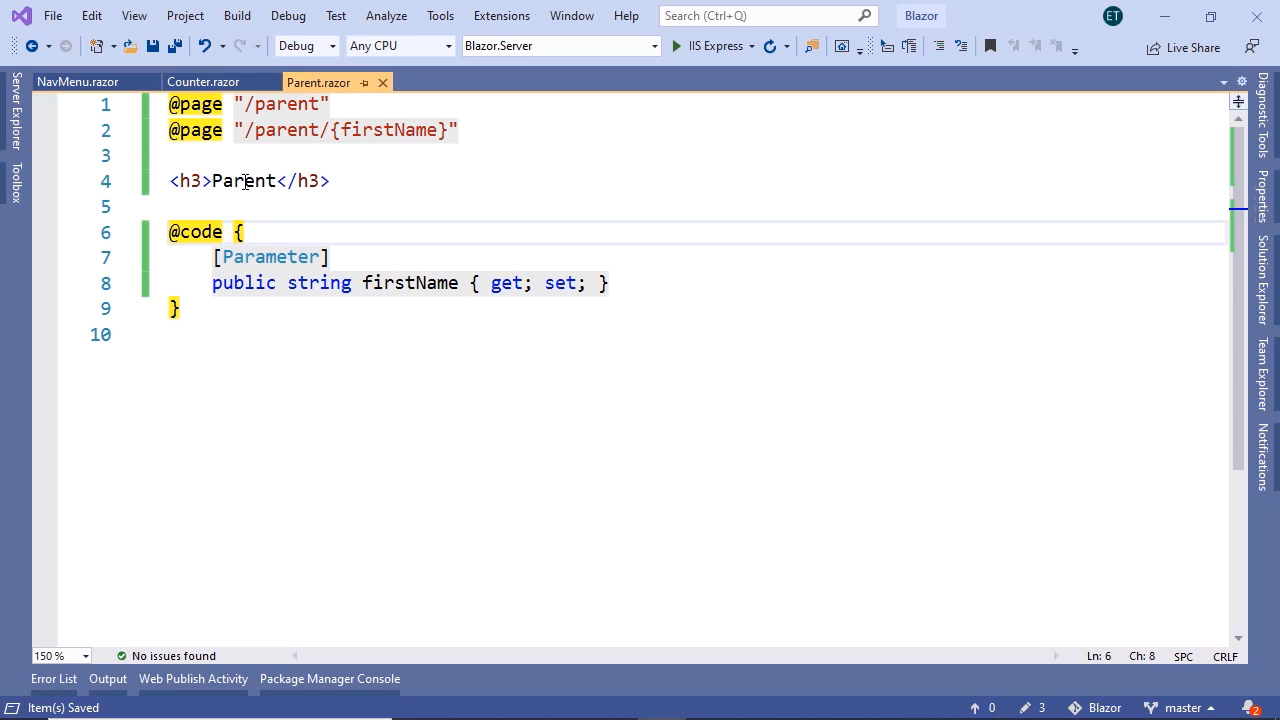 File Edit View Project Build Debug Test Analyze Tools Extensions Window Help Search (Ctrl+Q) Blazor ET
Debug Any CPU Blazor.Server IIS Express Live Share
NavMenu.razor Counter.razor Parent.razor
1 @page "/parent"
2 @page "/parent/{firstName}"
3
4 <h3>Parent</h3>
5
6 @code {
7 [Parameter]
8 public string firstName { get; set; }
9 }
10
Server Explorer
Toolbox
Diagnostic Tools
Properties
Solution Explorer
Team Explorer
Notifications
150 % No issues found Ln: 6 Ch: 8 SPC CRLF
Error List Output Web Publish Activity Package Manager Console
Item(s) Saved 0 3 Blazor master 2